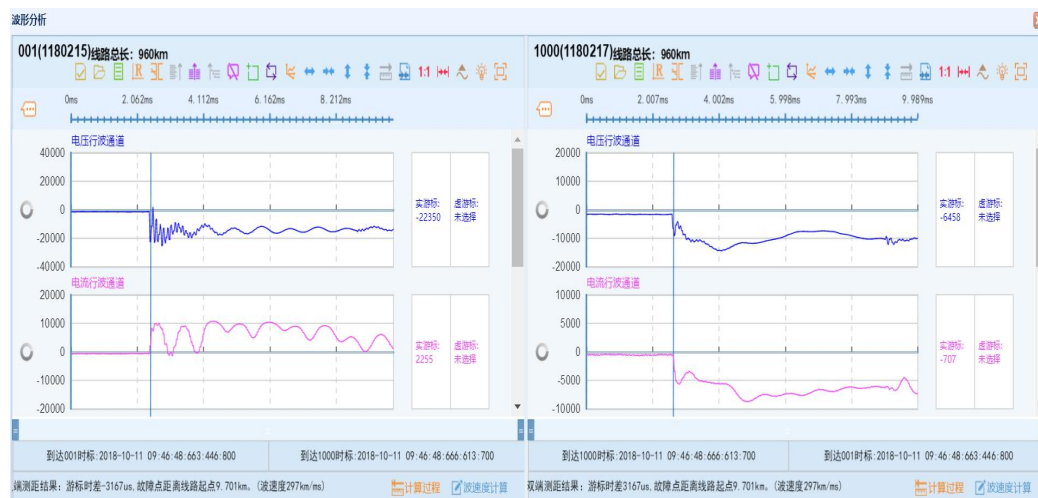 波形分析
001(1180215)线路总长: 960km
1:1
0ms 2.062ms 4.112ms 6.162ms 8.212ms
电压行波通道
40000
20000
0
-20000
-40000
实游标: 虚游标:
-22350 未选择
电流行波通道
20000
10000
0
-10000
-20000
实游标: 虚游标:
2255 未选择
到达001时标:2018-10-11 09:46:48:663:446:800 到达1000时标:2018-10-11 09:46:48:666:613:700
端测距结果: 游标时差-3167us,故障点距离线路起点9.701km。(波速度297km/ms) 计算过程 波速度计算
1000(1180217)线路总长: 960km
1:1
0ms 2.007ms 4.002ms 5.998ms 7.993ms 9.989ms
电压行波通道
20000
10000
0
-10000
-20000
实游标: 虚游标:
-6458 未选择
电流行波通道
10000
5000
0
-5000
-10000
实游标: 虚游标:
-707 未选择
到达1000时标:2018-10-11 09:46:48:666:613:700 到达001时标:2018-10-11 09:46:48:663:446:800
双端测距结果: 游标时差3167us,故障点距离线路起点9.701km。(波速度297km/ms) 计算过程 波速度计算